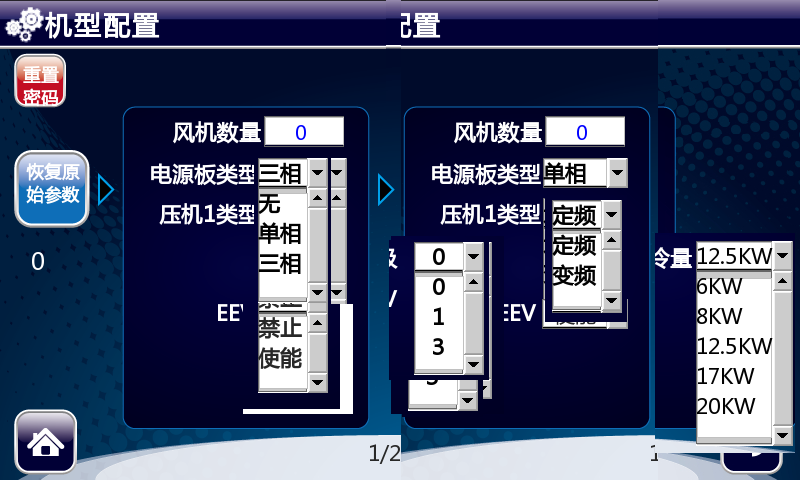 机型配置
配置
重置
密码
风机数量 0
风机数量 0
恢复原
始参数
电源板类型 三相
无
单相
三相
电源板类型 单相
压机1类型
压机1类型 定频
定频
变频
0
0
0
1
3
冷量 12.5KW
6KW
8KW
12.5KW
17KW
20KW
EEV
禁止
使能
EEV
1/2